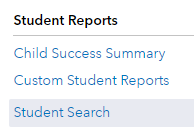 Student Reports
Child Success Summary
Custom Student Reports
Student Search